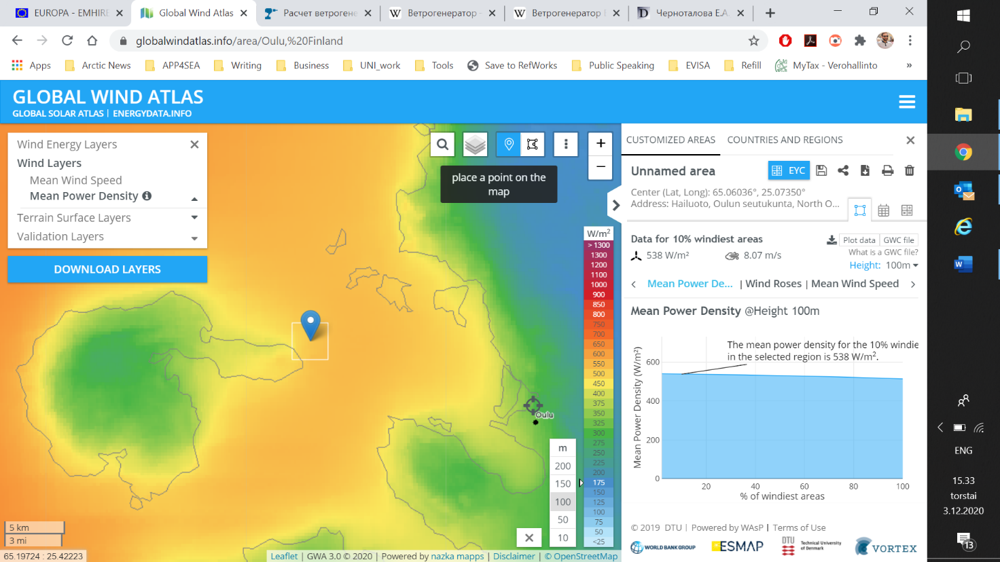 EUROPA - EMHIRE
Global Wind Atlas
Расчет ветрогене
Ветрогенератор -
Ветрогенератор
Черноталова Е.А.
globalwindatlas.info/area/Oulu,%20Finland
Apps
Arctic News
APP4SEA
Writing
Business
UNI_work
Tools
Save to RefWorks
Public Speaking
EVISA
Refill
MyTax - Verohallinto
»
GLOBAL WIND ATLAS
GLOBAL SOLAR ATLAS | ENERGYDATA.INFO
Wind Energy Layers
Wind Layers
Mean Wind Speed
Mean Power Density
Terrain Surface Layers
Validation Layers
DOWNLOAD LAYERS
place a point on the
map
+
−
W/m²
> 1300
1300
1200
1100
1000
900
850
800
750
700
650
600
550
500
450
400
375
350
325
300
275
250
225
200
175
150
125
100
75
50
<25
Oulu
m
200
150
100
50
10
5 km
3 mi
65.19724 : 25.42223
Leaflet | GWA 3.0 © 2020 | Powered by nazka mapps | Disclaimer | © OpenStreetMap
CUSTOMIZED AREAS
COUNTRIES AND REGIONS
Unnamed area
EYC
Center (Lat, Long): 65.06036°, 25.07350°
Address: Hailuoto, Oulun seutukunta, North O...
Data for 10% windiest areas
Plot data
GWC file
538 W/m²
8.07 m/s
What is a GWC file?
Height: 100m
Mean Power De... | Wind Roses | Mean Wind Speed
Mean Power Density @Height 100m
The mean power density for the 10% windie
in the selected region is 538 W/m².
Mean Power Density (W/m²)
600
400
200
0
20
40
60
80
100
% of windiest areas
© 2019 DTU | Powered by WAsP | Terms of Use
WORLD BANK GROUP
ESMAP
DTU
Technical University
of Denmark
VORTEX
ENG
15.33
torstai
3.12.2020
13